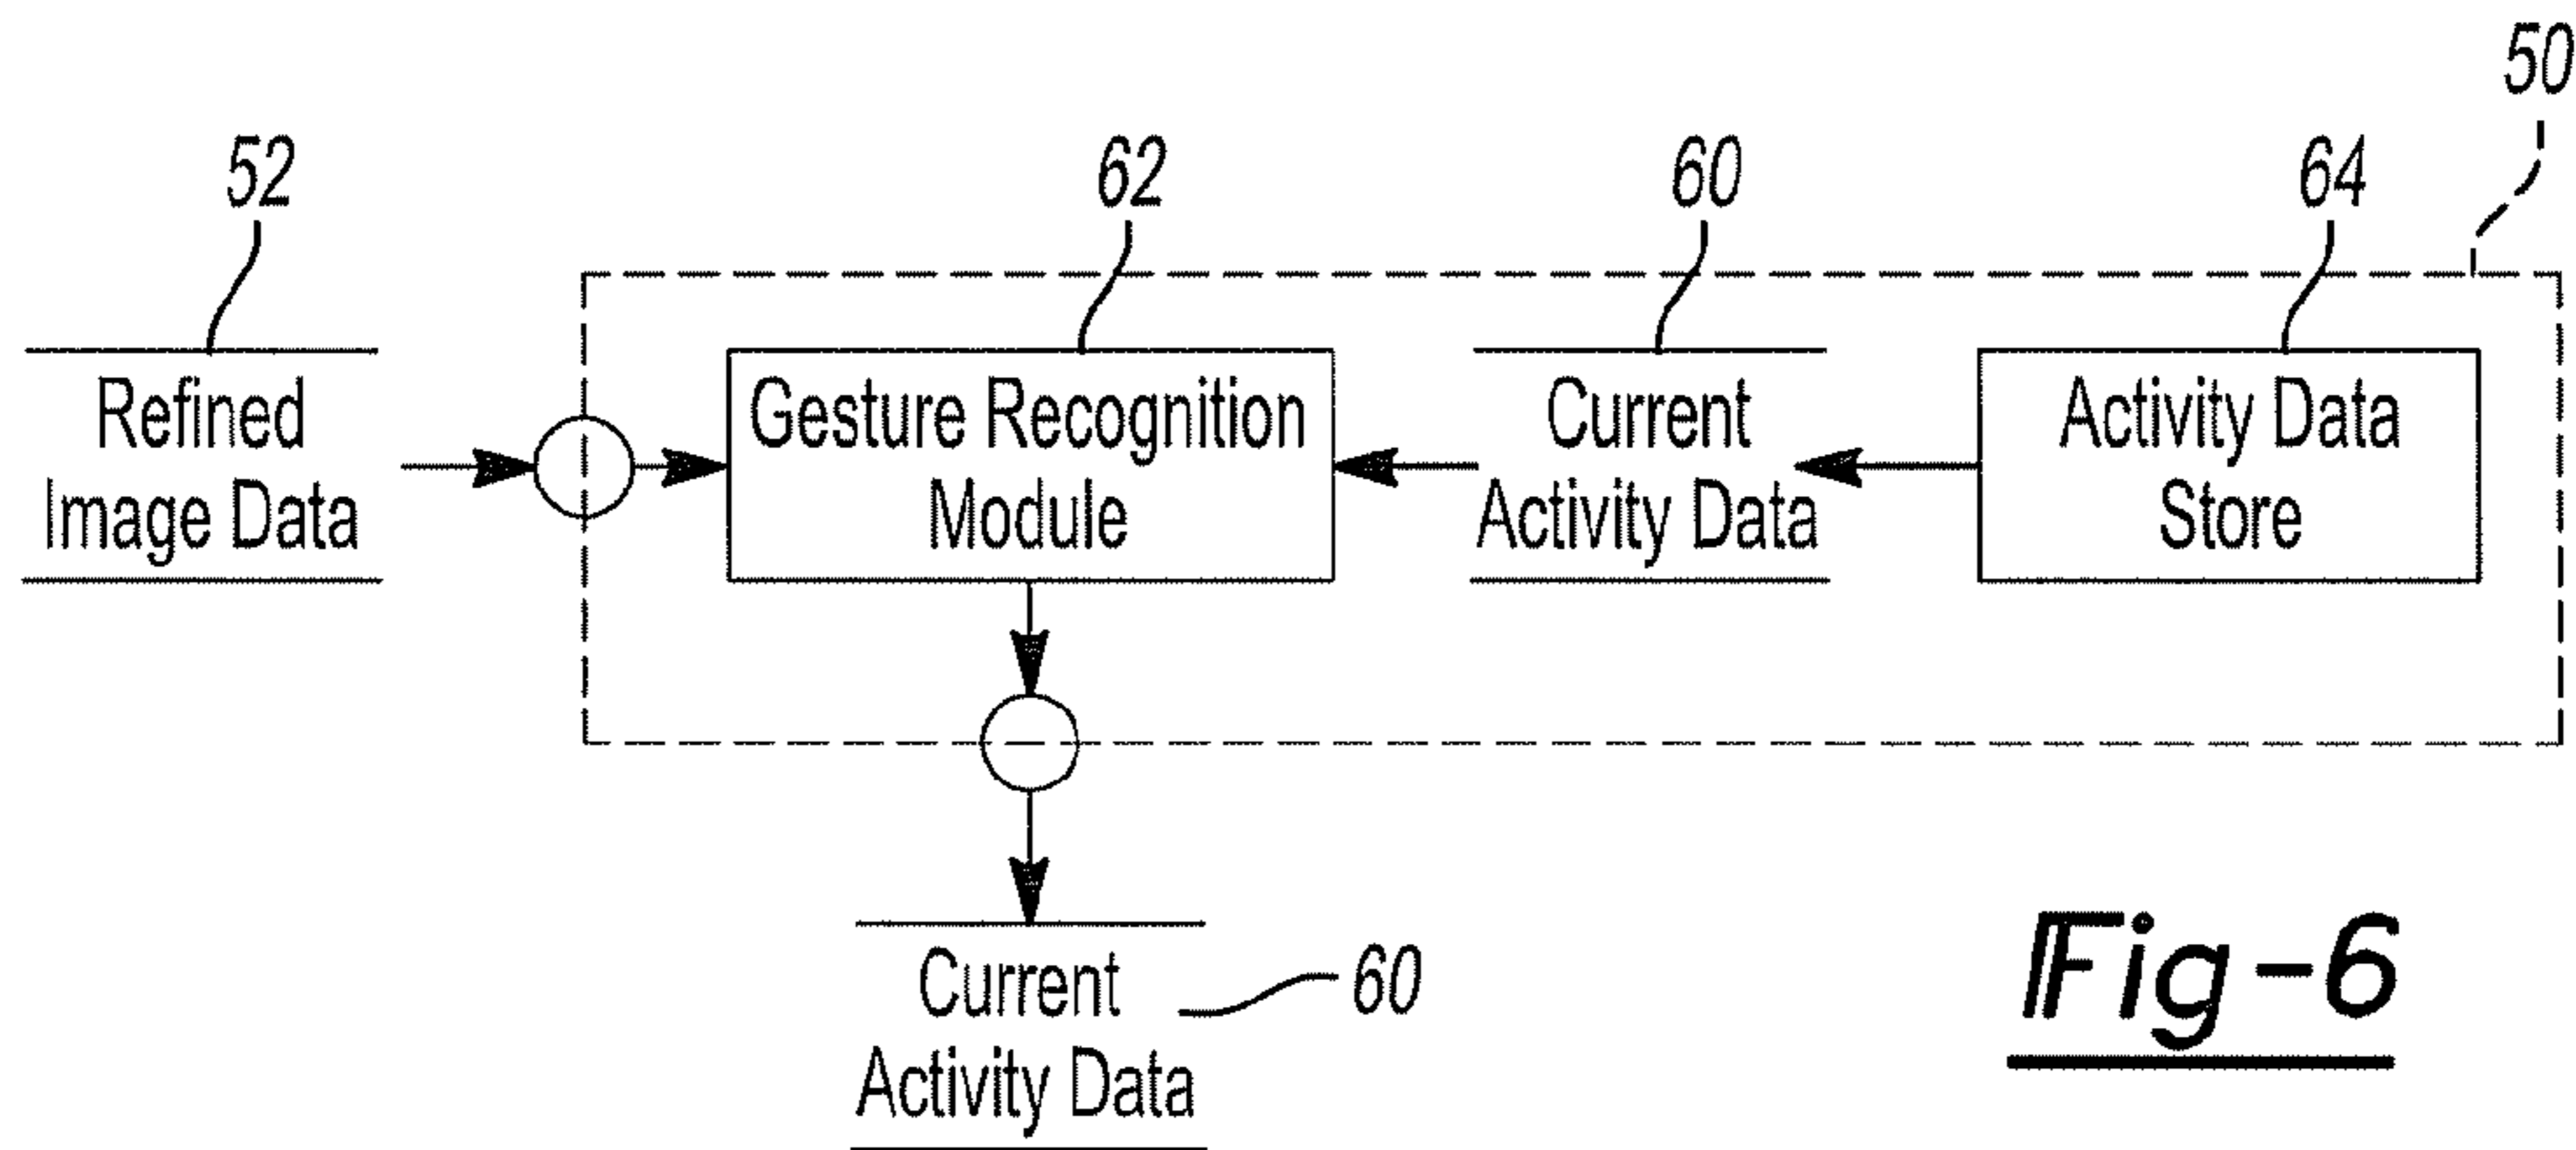 50
52
62
60
64
Refined
Image Data
Gesture Recognition
Module
Current
Activity Data
Activity Data
Store
Current
Activity Data
60
Fig-6